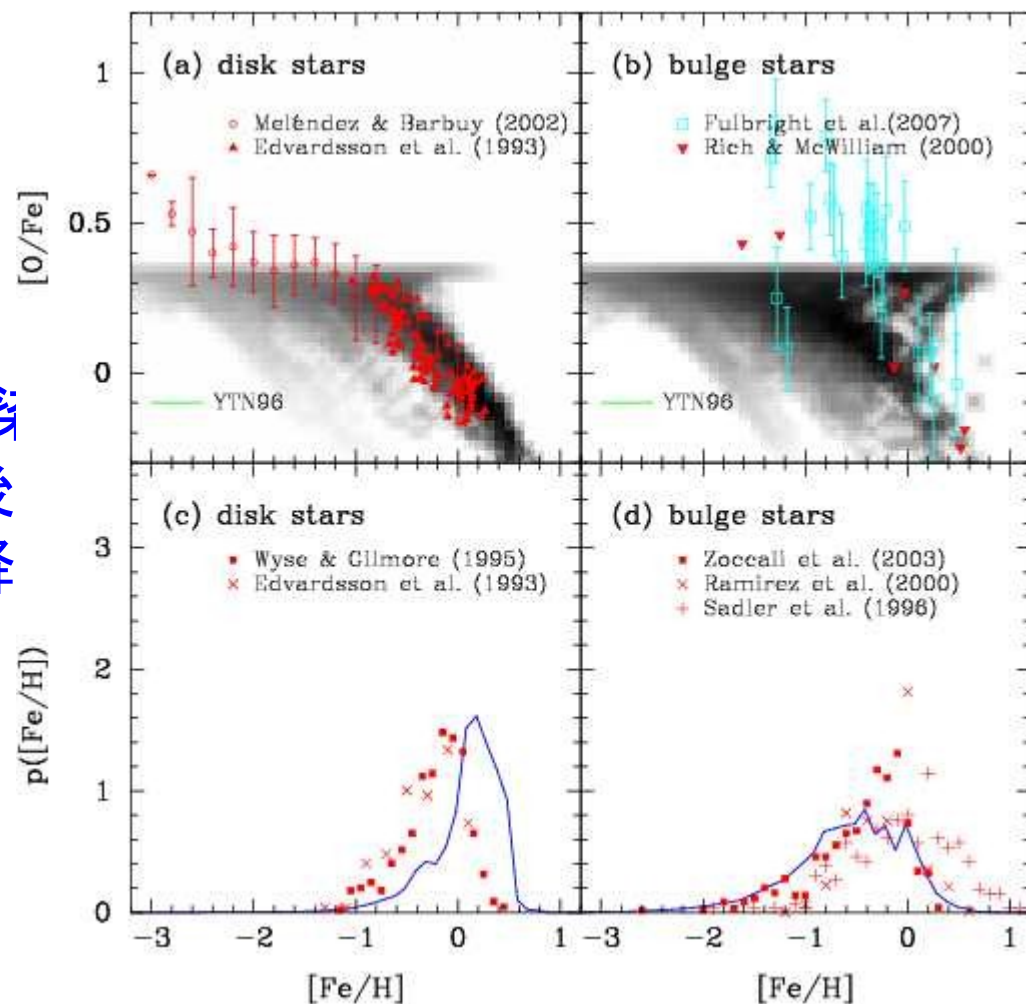 (a) disk stars
Meléndez & Barbuy (2002)
Edvardsson et al. (1993)
YTN96
(b) bulge stars
Fulbright et al.(2007)
Rich & McWilliam (2000)
YTN96
[O/Fe]
1
0.5
0
(c) disk stars
Wyse & Gilmore (1995)
Edvardsson et al. (1993)
(d) bulge stars
Zoccali et al. (2003)
Ramirez et al. (2000)
Sadler et al. (1996)
p([Fe/H])
3
2
1
0
−3 −2 −1 0 1
−3 −2 −1 0 1
[Fe/H]
[Fe/H]